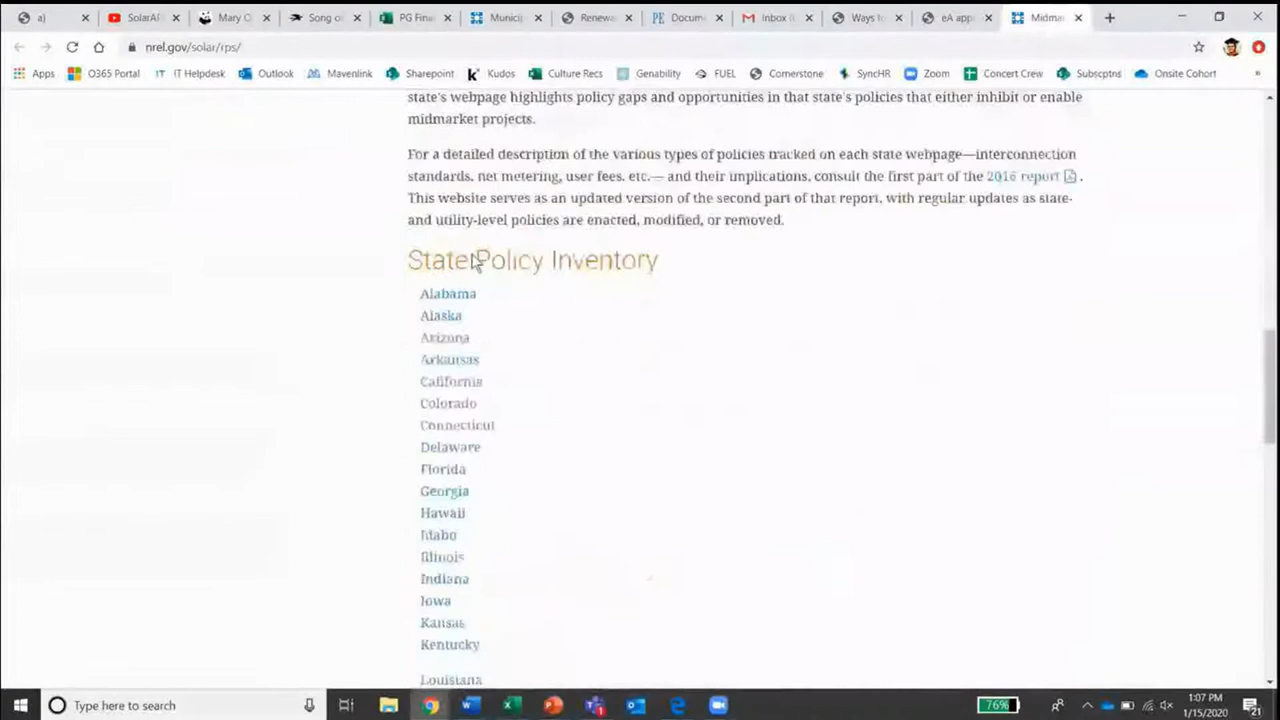 a)
SolarAI
Mary O
Song o
PG Fina
Municip
Renewa
Docum
Inbox (
Ways to
eA app
Midma
nrel.gov/solar/rps/
Apps
O365 Portal
IT Helpdesk
Outlook
Mavenlink
Sharepoint
Kudos
Culture Recs
Genability
FUEL
Cornerstone
SyncHR
Zoom
Concert Crew
Subscptns
Onsite Cohort
state's webpage highlights policy gaps and opportunities in that state's policies that either inhibit or enable
midmarket projects.
For a detailed description of the various types of policies tracked on each state webpage—interconnection
standards, net metering, user fees, etc.— and their implications, consult the first part of the 2016 report .
This website serves as an updated version of the second part of that report, with regular updates as state-
and utility-level policies are enacted, modified, or removed.
State Policy Inventory
Alabama
Alaska
Arizona
Arkansas
California
Colorado
Connecticut
Delaware
Florida
Georgia
Hawaii
Idaho
Illinois
Indiana
Iowa
Kansas
Kentucky
Louisiana
Type here to search
76%
1:07 PM
1/15/2020
21